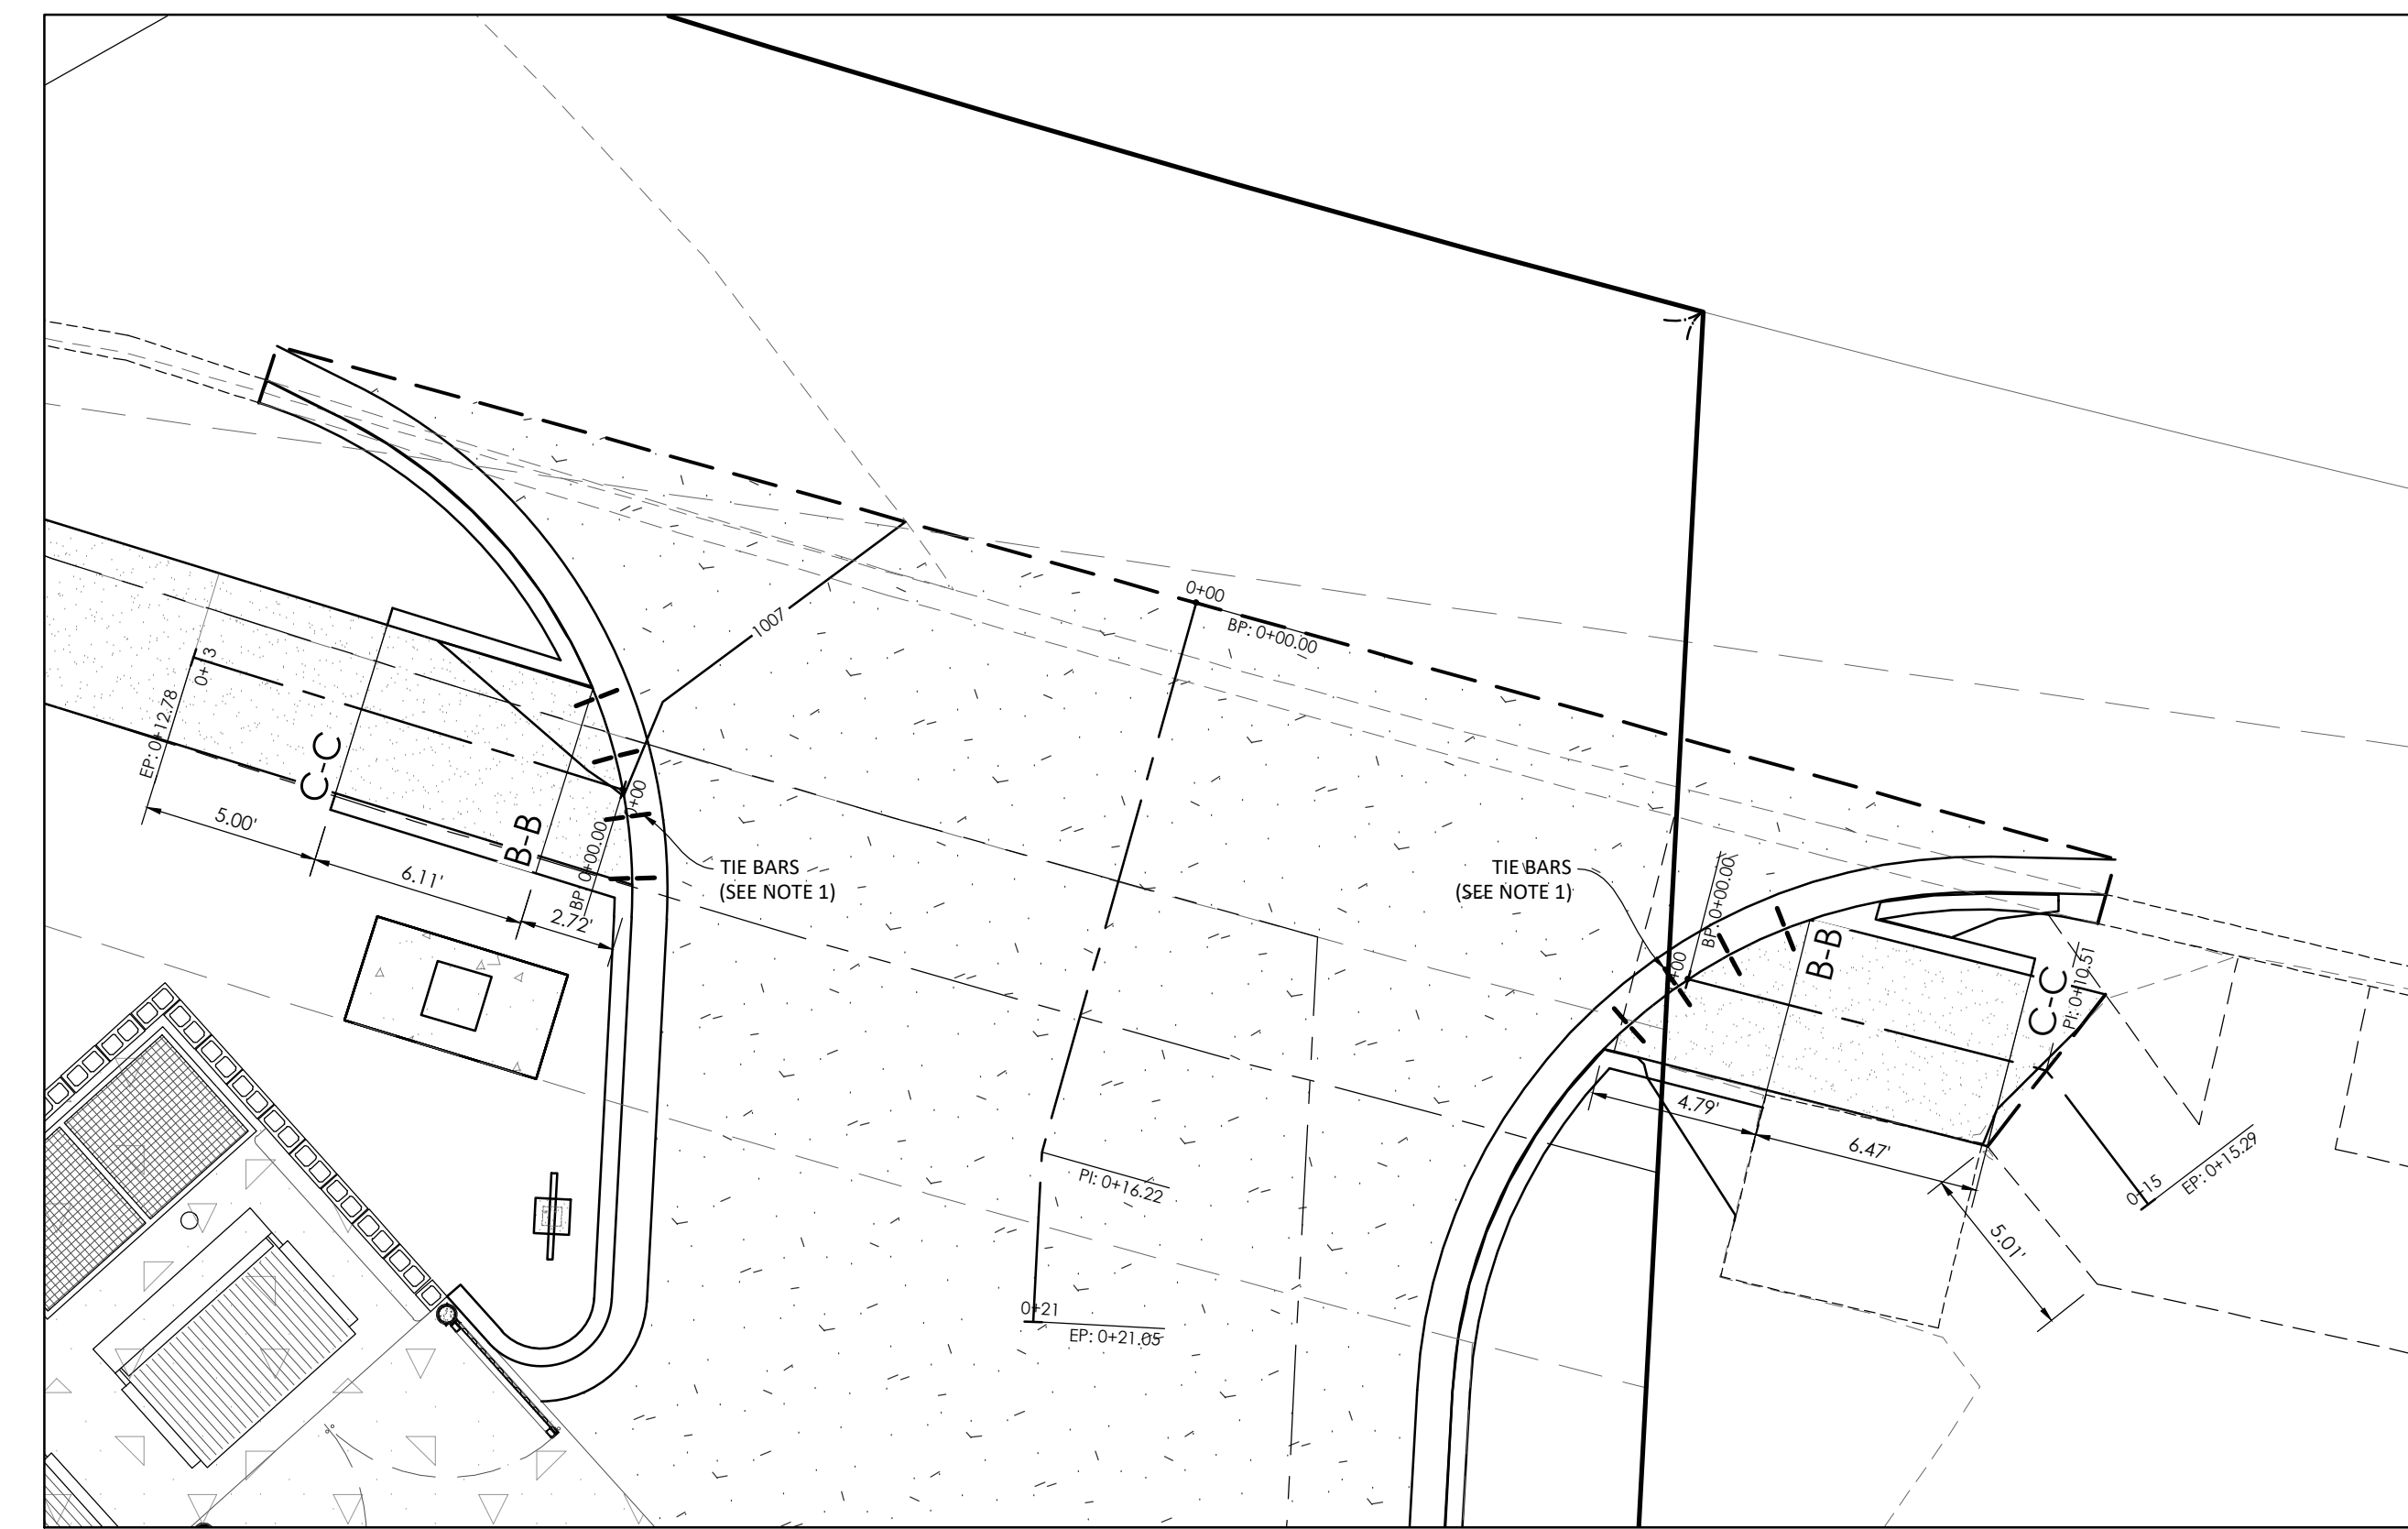 0+00
BP: 0+00.00
1007
0+13
EP: 0+12.78
C-C
5.00'
6.11'
B-B
2.72'
0+00
BP: 0+00.00
TIE BARS
(SEE NOTE 1)
TIE BARS
(SEE NOTE 1)
BP: 0+00.00
+00
B-B
C-C
PI: 0+10.51
4.79'
6.47'
5.01'
0+15
EP: 0+15.29
PI: 0+16.22
0+21
EP: 0+21.05